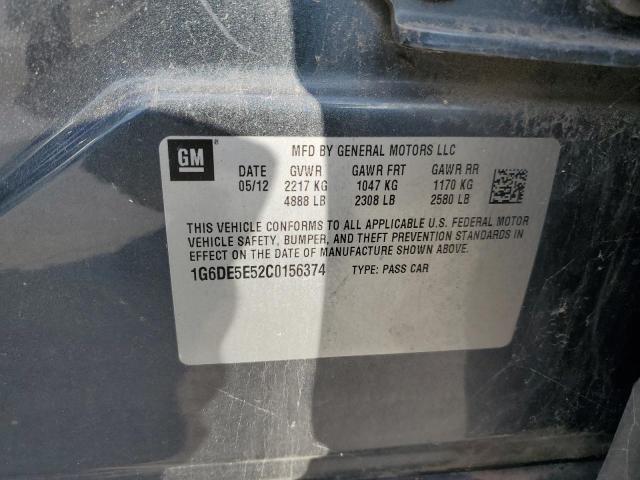 GM ® MFD BY GENERAL MOTORS LLC
DATE GVWR GAWR FRT GAWR RR
05/12 2217 KG 1047 KG 1170 KG
4888 LB 2308 LB 2580 LB
THIS VEHICLE CONFORMS TO ALL APPLICABLE U.S. FEDERAL MOTOR
VEHICLE SAFETY, BUMPER, AND THEFT PREVENTION STANDARDS IN
EFFECT ON THE DATE OF MANUFACTURE SHOWN ABOVE.
1G6DE5E52C0156374 TYPE: PASS CAR